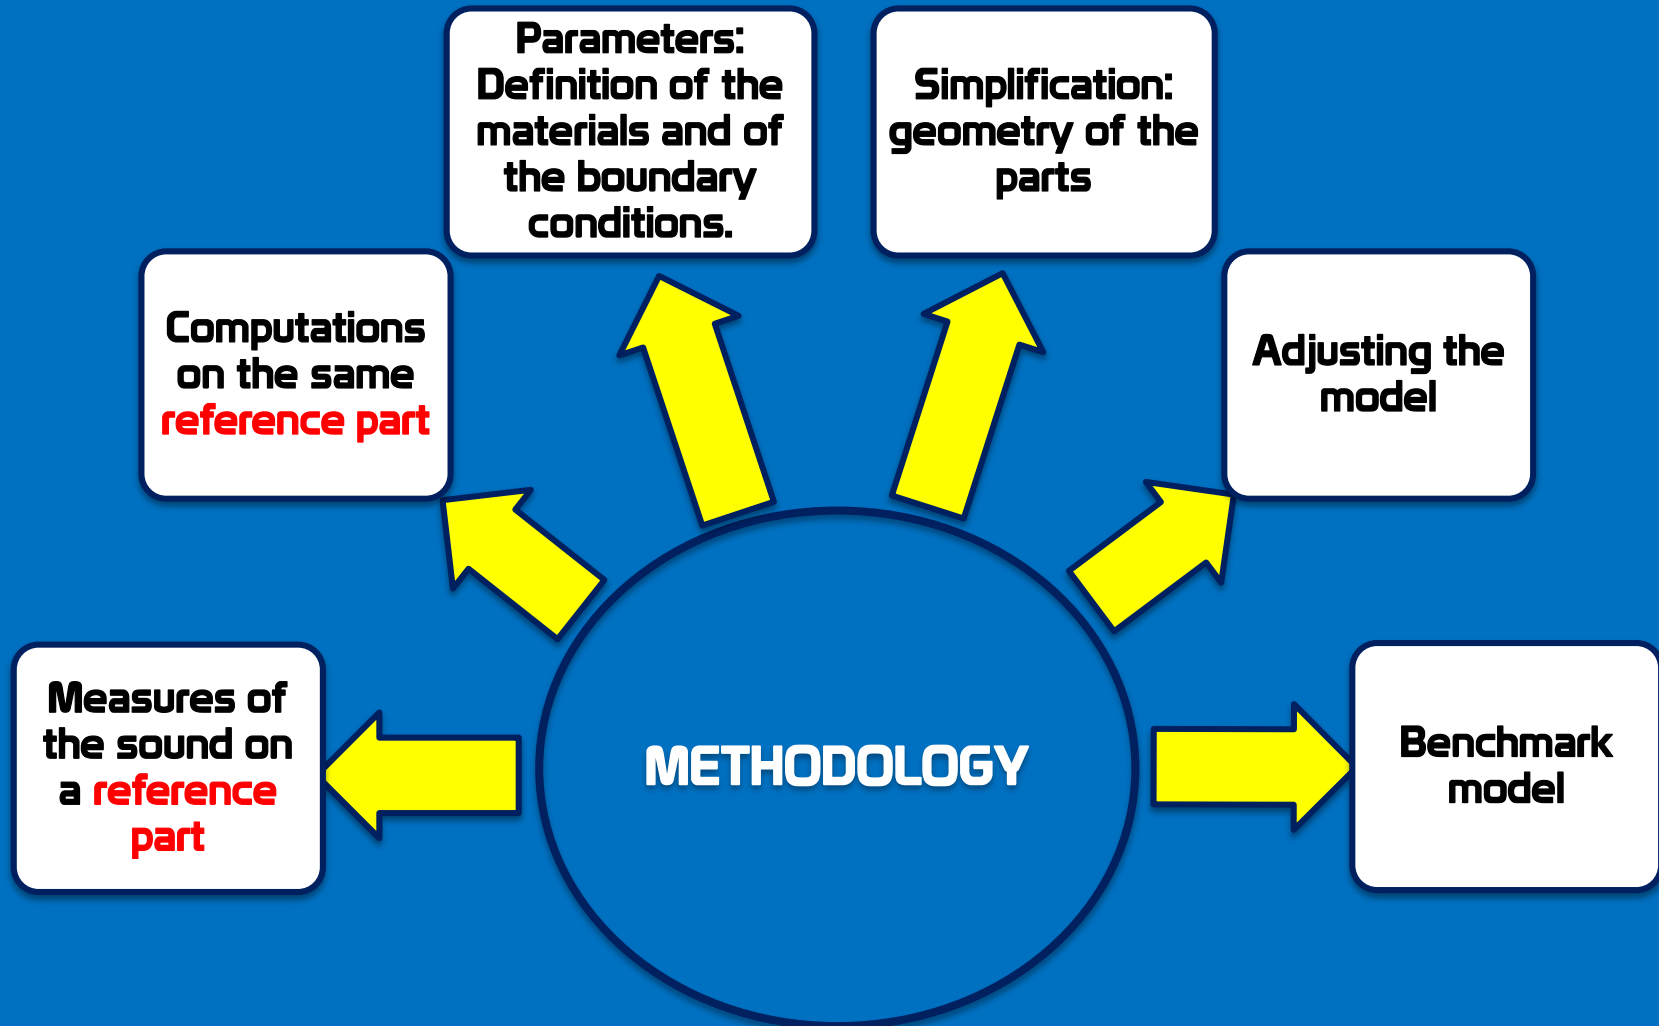 Parameters:
Definition of the
materials and of
the boundary
conditions.
Simplification:
geometry of the
parts
Computations
on the same
reference part
Adjusting the
model
Measures of
the sound on
a reference
part
METHODOLOGY
Benchmark
model